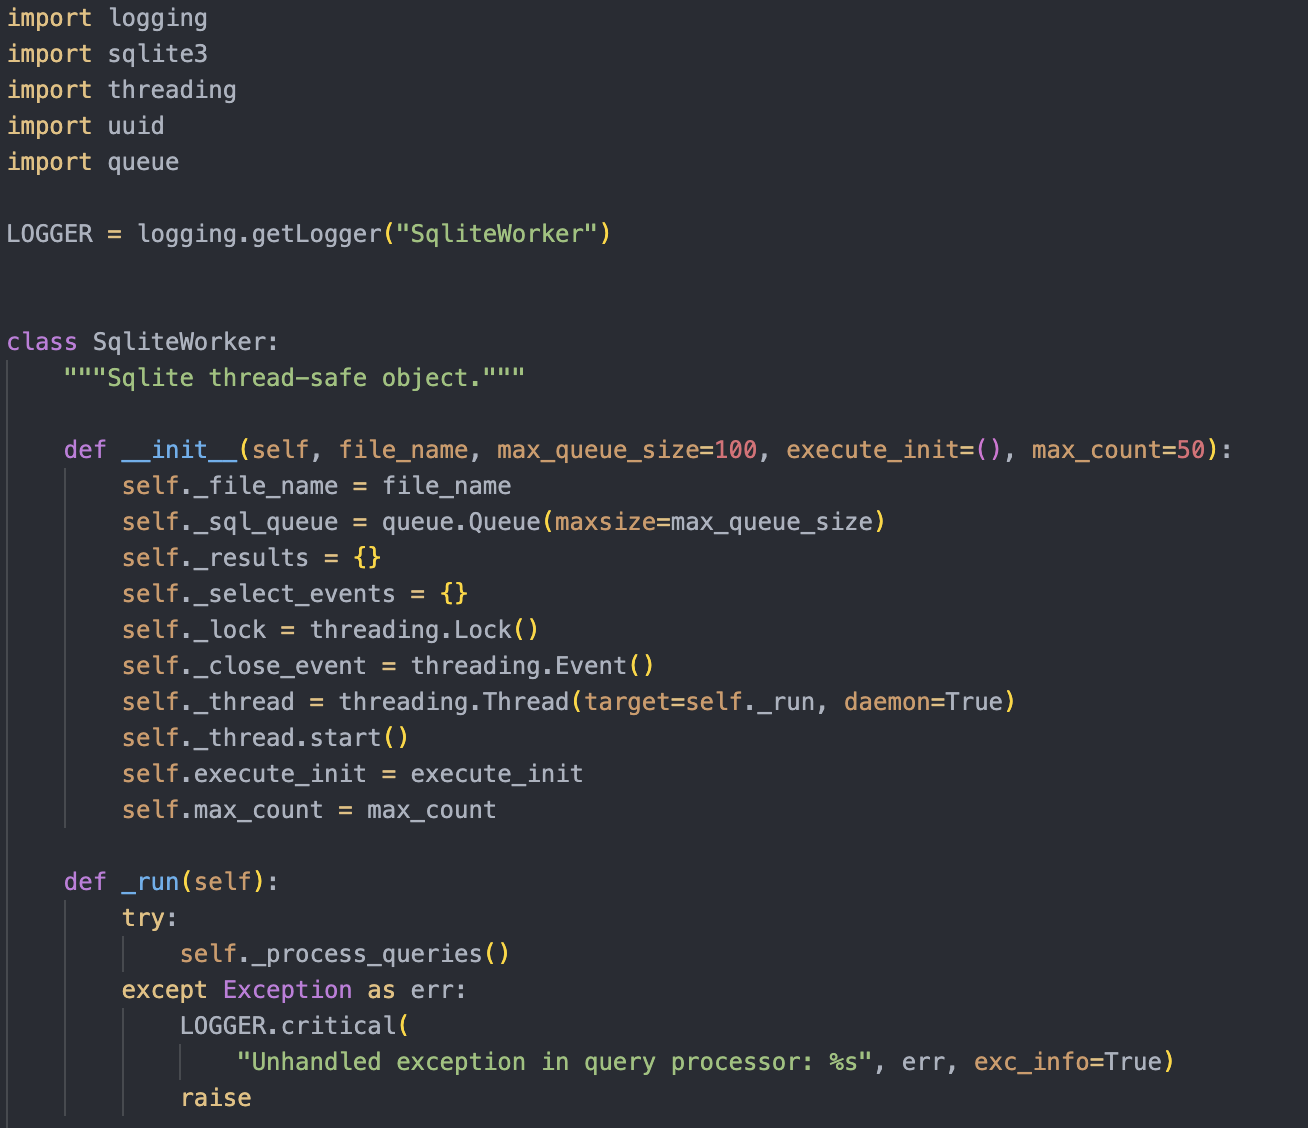 import logging
import sqlite3
import threading
import uuid
import queue

LOGGER = logging.getLogger("SqliteWorker")


class SqliteWorker:
    """Sqlite thread-safe object."""

    def __init__(self, file_name, max_queue_size=100, execute_init=(), max_count=50):
        self._file_name = file_name
        self._sql_queue = queue.Queue(maxsize=max_queue_size)
        self._results = {}
        self._select_events = {}
        self._lock = threading.Lock()
        self._close_event = threading.Event()
        self._thread = threading.Thread(target=self._run, daemon=True)
        self._thread.start()
        self.execute_init = execute_init
        self.max_count = max_count

    def _run(self):
        try:
            self._process_queries()
        except Exception as err:
            LOGGER.critical(
                "Unhandled exception in query processor: %s", err, exc_info=True)
            raise